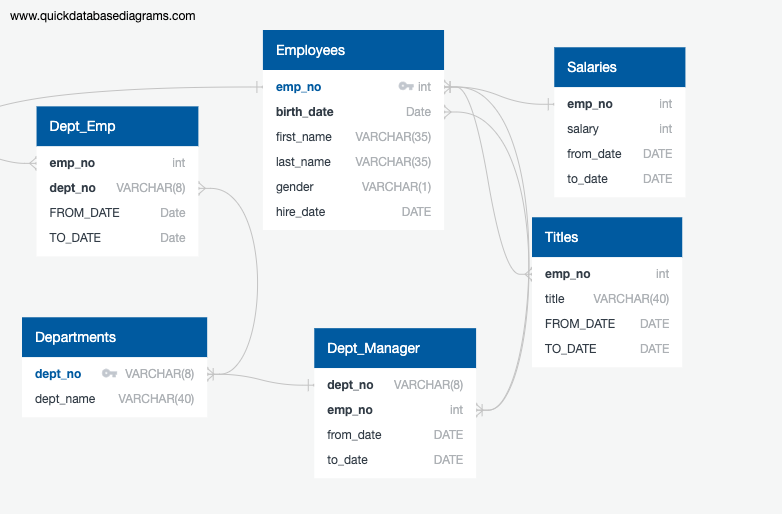 www.quickdatabasediagrams.com
Employees
emp_no int
birth_date Date
first_name VARCHAR(35)
last_name VARCHAR(35)
gender VARCHAR(1)
hire_date DATE
Salaries
emp_no int
salary int
from_date DATE
to_date DATE
Dept_Emp
emp_no int
dept_no VARCHAR(8)
FROM_DATE Date
TO_DATE Date
Titles
emp_no int
title VARCHAR(40)
FROM_DATE DATE
TO_DATE DATE
Departments
dept_no VARCHAR(8)
dept_name VARCHAR(40)
Dept_Manager
dept_no VARCHAR(8)
emp_no int
from_date DATE
to_date DATE